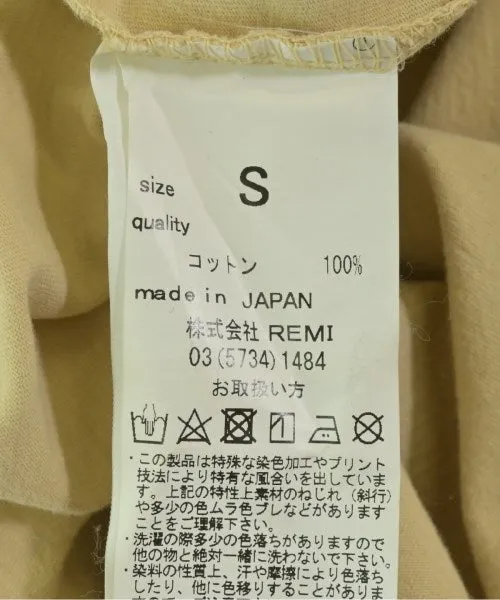 size S
quality
コットン 100%
made in JAPAN
株式会社 REMI
03(5734)1484
お取扱い方
・この製品は特殊な染色加工やプリント
技法により特有な風合いを出していま
す。上記の特性上素材のねじれ(斜行)
や多少の色ムラ色ブレなどがあります
ことをご理解下さい。
・洗濯の際多少の色落ちがありますので
他の物と絶対一緒に洗わないで下さい。
・染料の性質上、汗や摩擦により色落ち
したり、他に色移りすることがありま